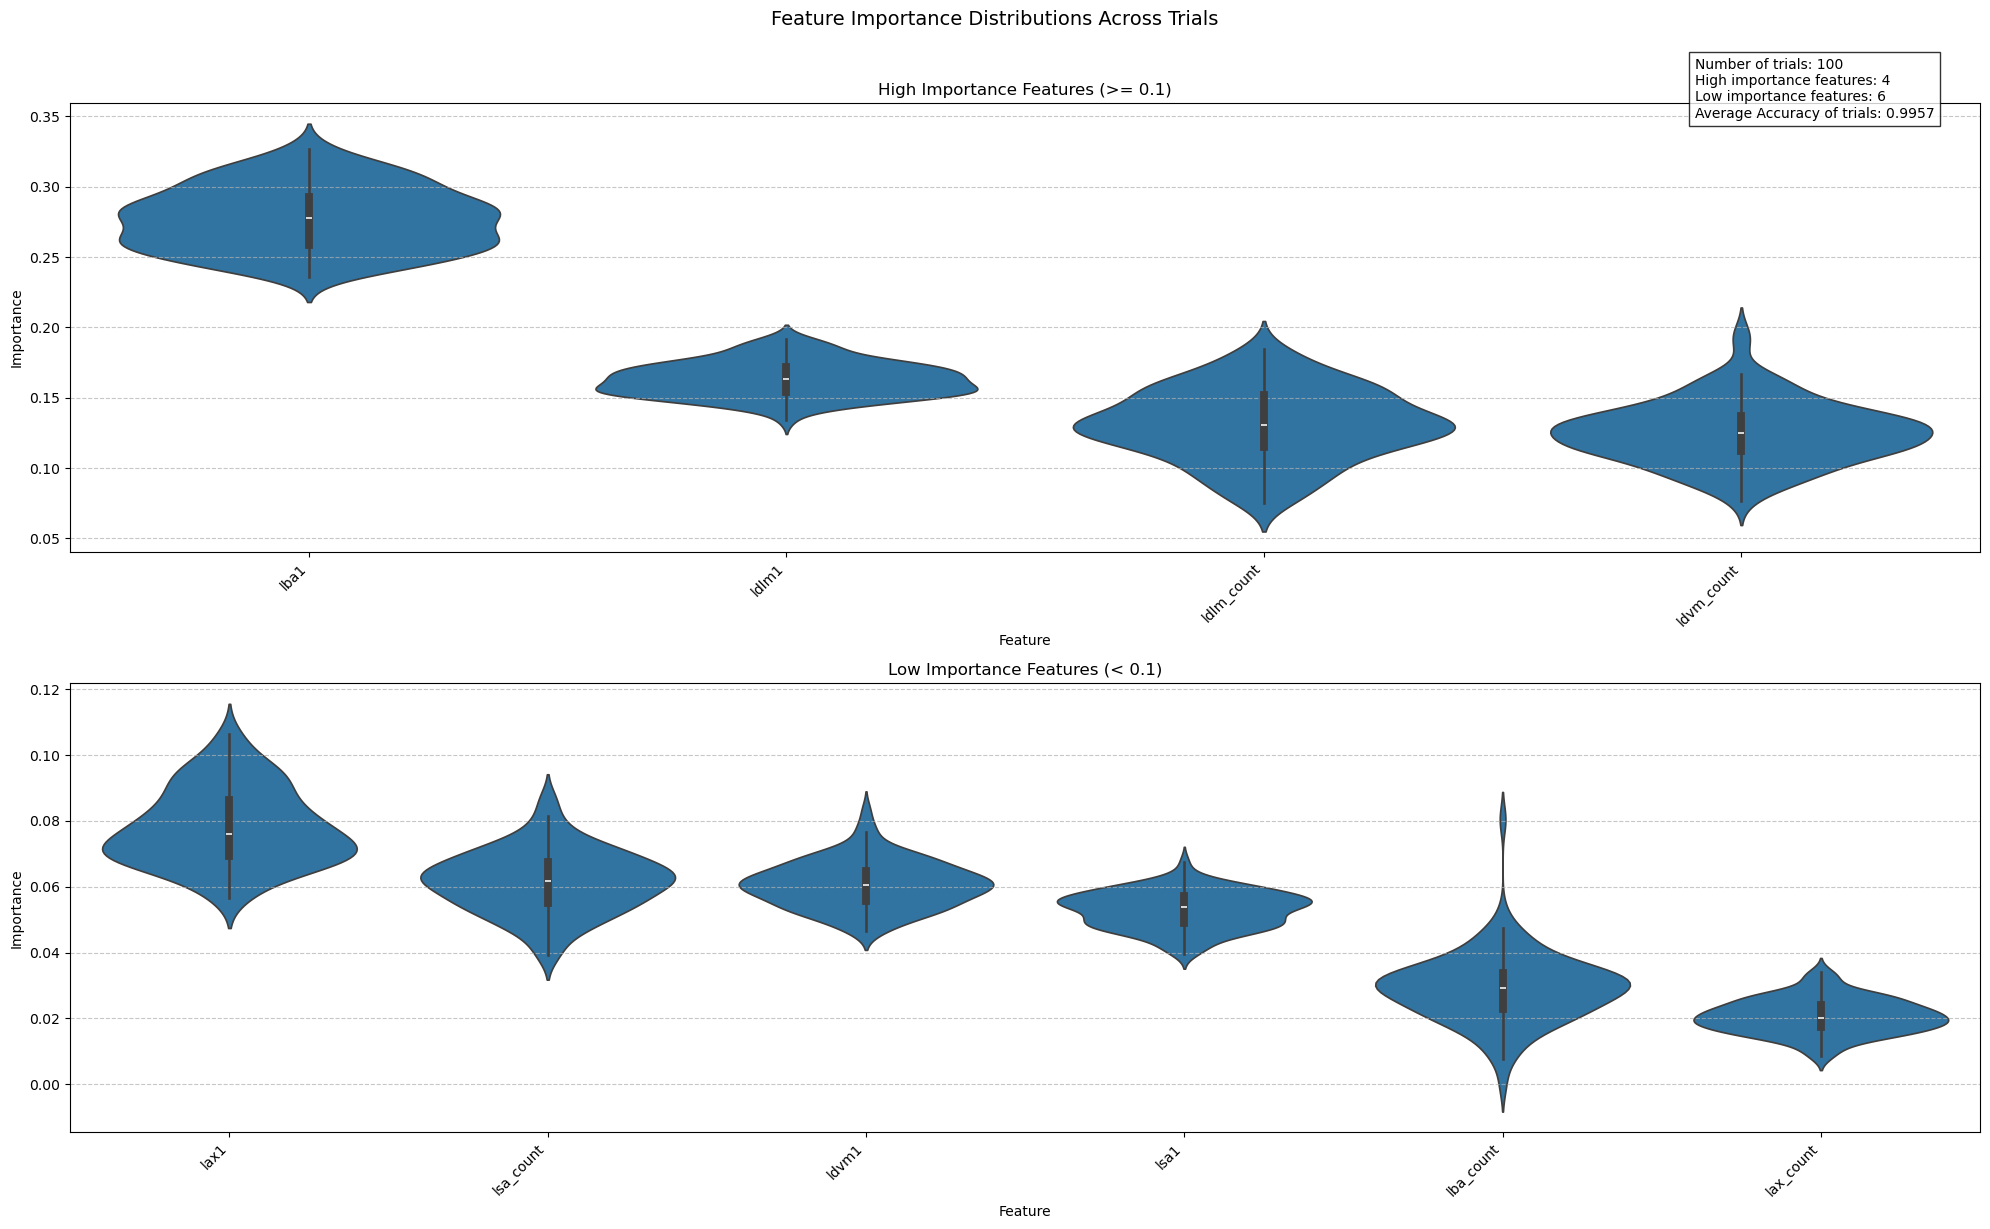 Feature Importance Distributions Across Trials
Number of trials: 100
High importance features: 4
Low importance features: 6
Average Accuracy of trials: 0.9957
High Importance Features (>= 0.1)
Importance
0.35
0.30
0.25
0.20
0.15
0.10
0.05
lba1
ldlm1
ldlm_count
ldvm_count
Feature
Low Importance Features (< 0.1)
Importance
0.12
0.10
0.08
0.06
0.04
0.02
0.00
lax1
lsa_count
ldvm1
lsa1
lba_count
lax_count
Feature